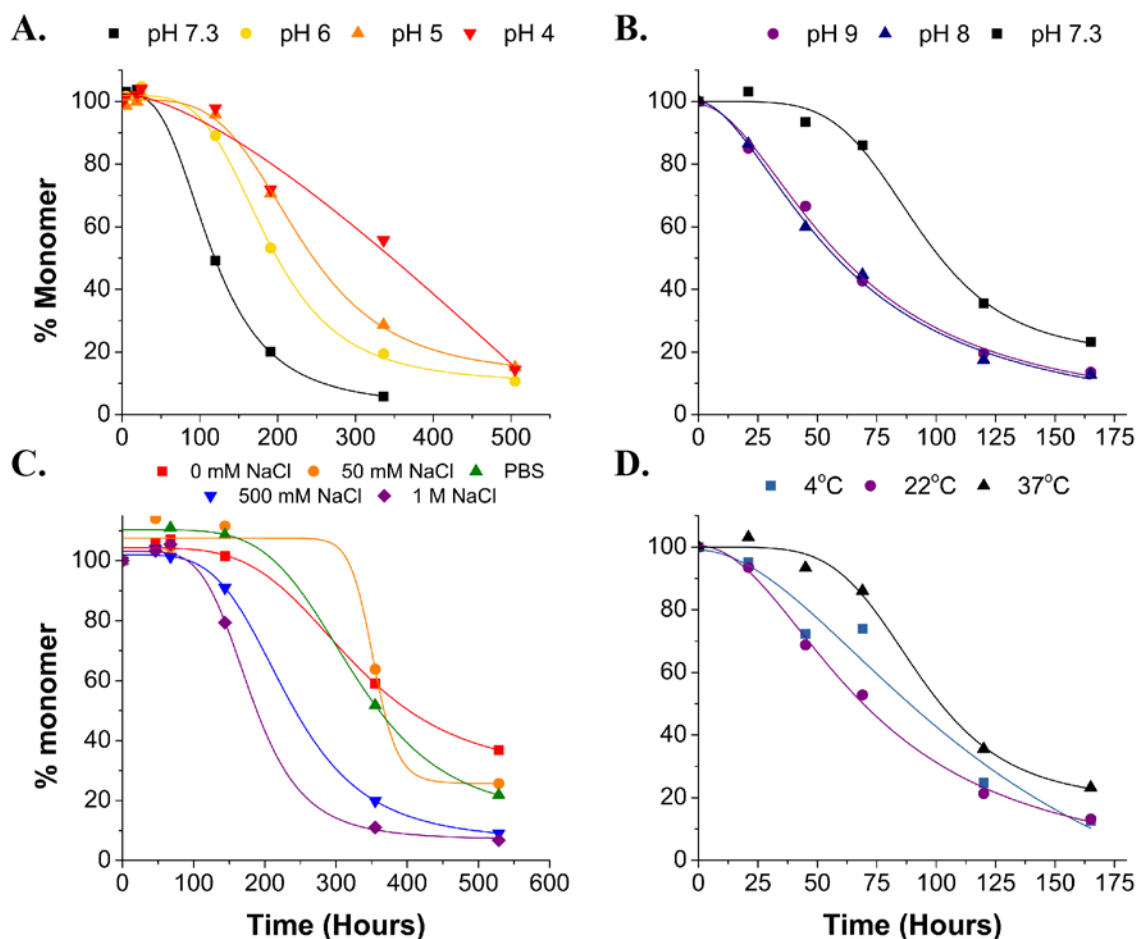 A.
pH 7.3 pH 6 pH 5 pH 4
100
80
60
40
20
0
0 100 200 300 400 500
% Monomer
B.
pH 9 pH 8 pH 7.3
100
80
60
40
20
0
0 25 50 75 100 125 150 175
C.
0 mM NaCl 50 mM NaCl PBS
500 mM NaCl 1 M NaCl
100
80
60
40
20
0
0 100 200 300 400 500 600
% monomer
Time (Hours)
D.
4°C 22°C 37°C
100
80
60
40
20
0
0 25 50 75 100 125 150 175
Time (Hours)